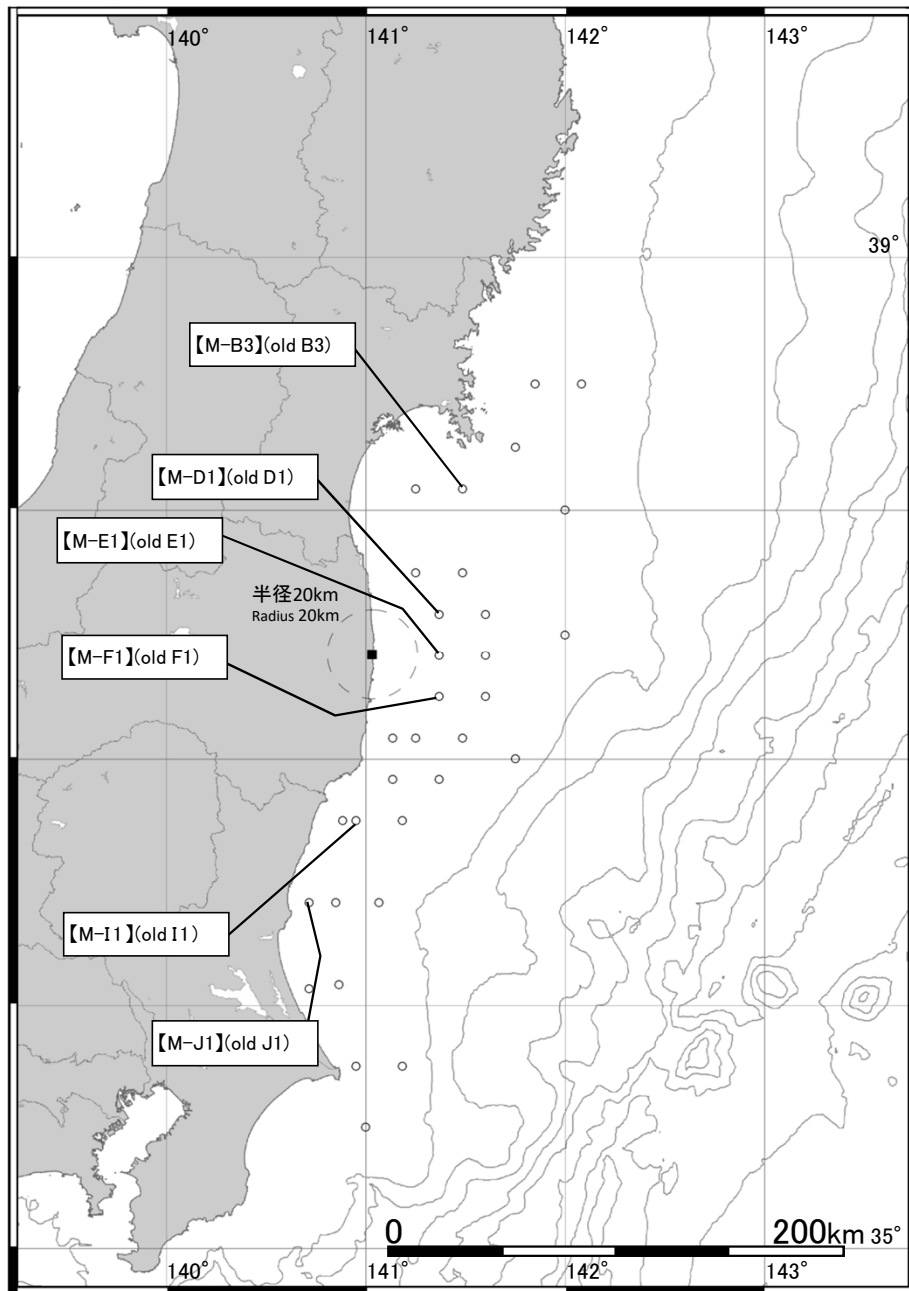 140°
141°
142°
143°
39°
【M-B3】(old B3)
【M-D1】(old D1)
【M-E1】(old E1)
半径20km
Radius 20km
【M-F1】(old F1)
【M-I1】(old I1)
【M-J1】(old J1)
0
200km
35°
140°
141°
142°
143°